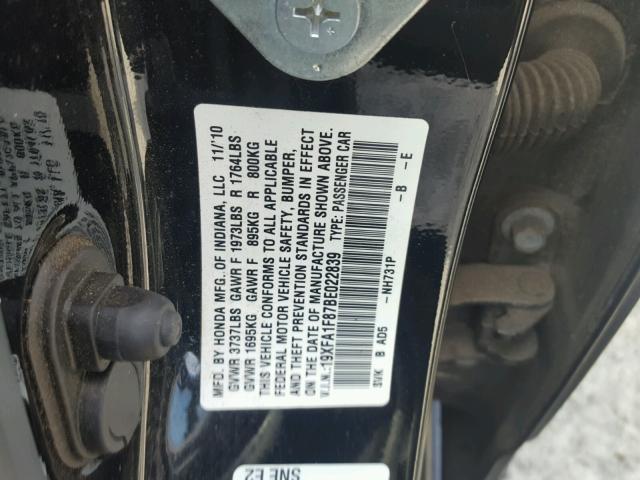 MFD. BY HONDA MFG. OF INDIANA, LLC 11/'10
GVWR 3737LBS GAWR F 1973LBS R 1764LBS
GVWR 1695KG GAWR F 895KG R 800KG
THIS VEHICLE CONFORMS TO ALL APPLICABLE
FEDERAL MOTOR VEHICLE SAFETY, BUMPER,
AND THEFT PREVENTION STANDARDS IN EFFECT
ON THE DATE OF MANUFACTURE SHOWN ABOVE.
V.I.N.:19XFA1F87BE022839 TYPE: PASSENGER CAR
-NH731P -B -E
SVK B AD5
SNE E2